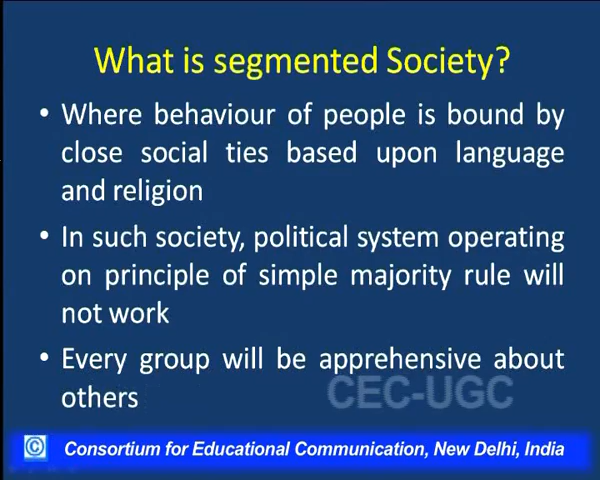 What is segmented Society?
• Where behaviour of people is bound by
close social ties based upon language
and religion
• In such society, political system operating
on principle of simple majority rule will
not work
• Every group will be apprehensive about
others
CEC-UGC
© Consortium for Educational Communication, New Delhi, India